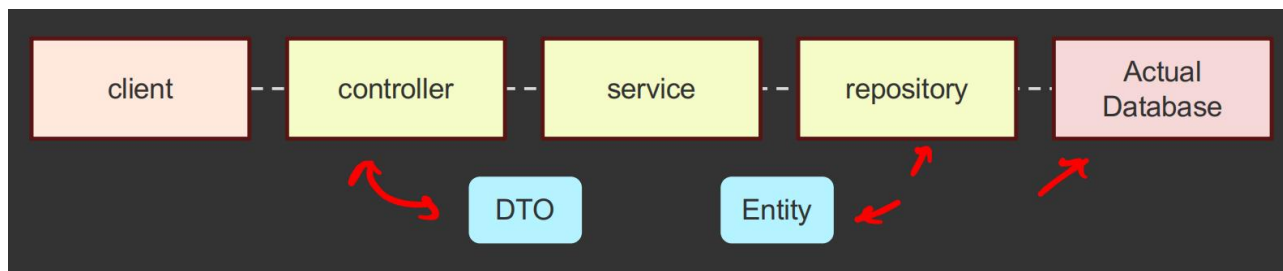 client
controller
service
repository
Actual
Database
DTO
Entity